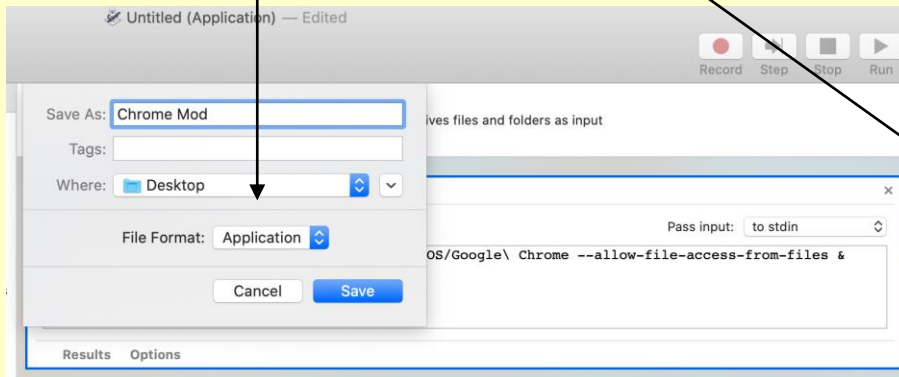 Untitled (Application) — Edited
Record Step Stop Run
Save As: Chrome Mod
ives files and folders as input
Tags:
Where: Desktop
Pass input: to stdin
File Format: Application
OS/Google\ Chrome --allow-file-access-from-files &
Cancel Save
Results Options